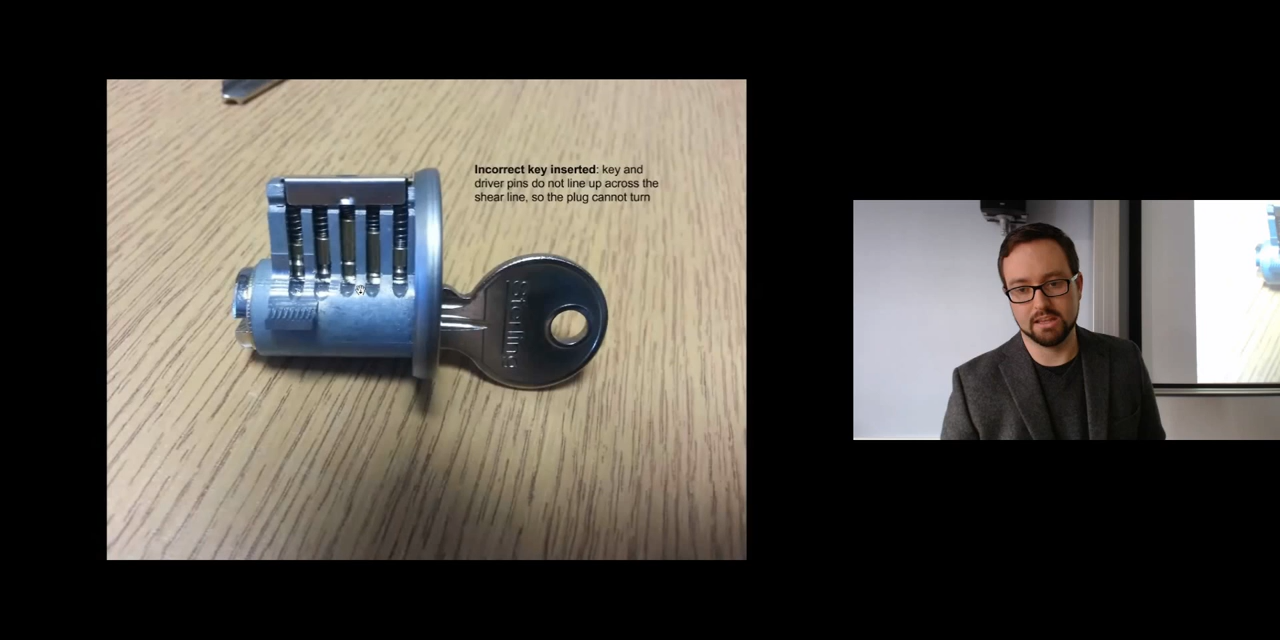 Incorrect key inserted: key and
driver pins do not line up across the
shear line, so the plug cannot turn
Sterling